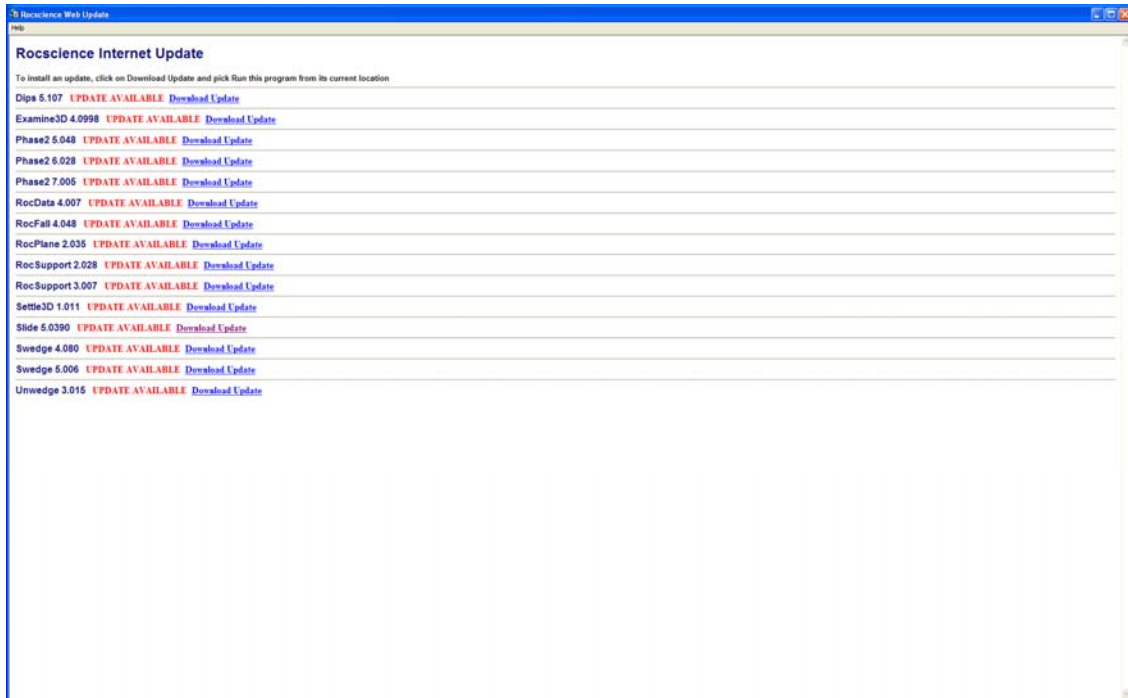 Rocscience Web Update
Help
Rocscience Internet Update
To install an update, click on Download Update and pick Run this program from its current location
Dips 5.107 UPDATE AVAILABLE Download Update
Examine3D 4.0998 UPDATE AVAILABLE Download Update
Phase2 5.048 UPDATE AVAILABLE Download Update
Phase2 6.028 UPDATE AVAILABLE Download Update
Phase2 7.005 UPDATE AVAILABLE Download Update
RocData 4.007 UPDATE AVAILABLE Download Update
RocFall 4.048 UPDATE AVAILABLE Download Update
RocPlane 2.035 UPDATE AVAILABLE Download Update
RocSupport 2.028 UPDATE AVAILABLE Download Update
RocSupport 3.007 UPDATE AVAILABLE Download Update
Settle3D 1.011 UPDATE AVAILABLE Download Update
Slide 5.0390 UPDATE AVAILABLE Download Update
Swedge 4.080 UPDATE AVAILABLE Download Update
Swedge 5.006 UPDATE AVAILABLE Download Update
Unwedge 3.015 UPDATE AVAILABLE Download Update